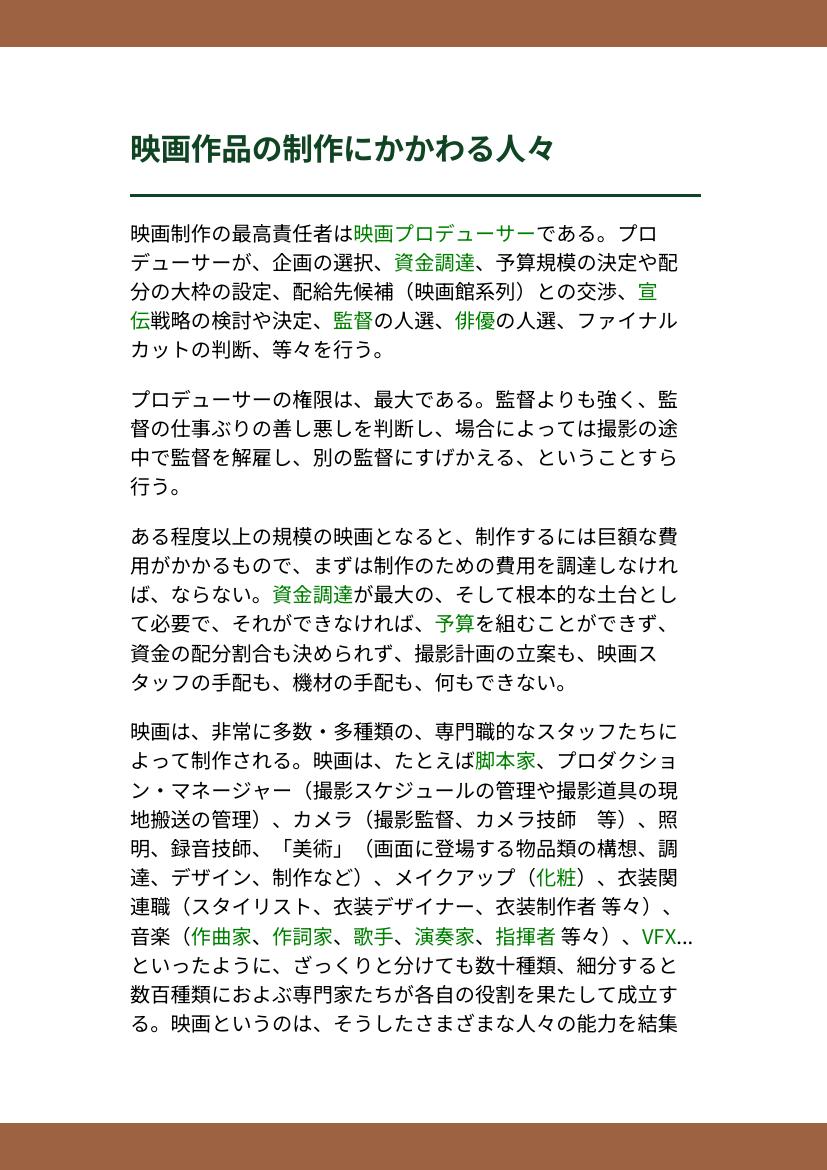 映画作品の制作にかかわる人々
映画制作の最高責任者は映画プロデューサーである。プロ
デューサーが、企画の選択、資金調達、予算規模の決定や配
分の大枠の設定、配給先候補（映画館系列）との交渉、宣
伝戦略の検討や決定、監督の人選、俳優の人選、ファイナル
カットの判断、等々を行う。
プロデューサーの権限は、最大である。監督よりも強く、監
督の仕事ぶりの善し悪しを判断し、場合によっては撮影の途
中で監督を解雇し、別の監督にすげかえる、ということすら
行う。
ある程度以上の規模の映画となると、制作するには巨額な費
用がかかるもので、まずは制作のための費用を調達しなけれ
ば、ならない。資金調達が最大の、そして根本的な土台とし
て必要で、それができなければ、予算を組むことができず、
資金の配分割合も決められず、撮影計画の立案も、映画ス
タッフの手配も、機材の手配も、何もできない。
映画は、非常に多数・多種類の、専門職的なスタッフたちに
よって制作される。映画は、たとえば脚本家、プロダクショ
ン・マネージャー（撮影スケジュールの管理や撮影道具の現
地搬送の管理）、カメラ（撮影監督、カメラ技師　等）、照
明、録音技師、「美術」（画面に登場する物品類の構想、調
達、デザイン、制作など）、メイクアップ（化粧）、衣装関
連職（スタイリスト、衣装デザイナー、衣装制作者 等々）、
音楽（作曲家、作詞家、歌手、演奏家、指揮者 等々）、VFX...
といったように、ざっくりと分けても数十種類、細分すると
数百種類におよぶ専門家たちが各自の役割を果たして成立す
る。映画というのは、そうしたさまざまな人々の能力を結集